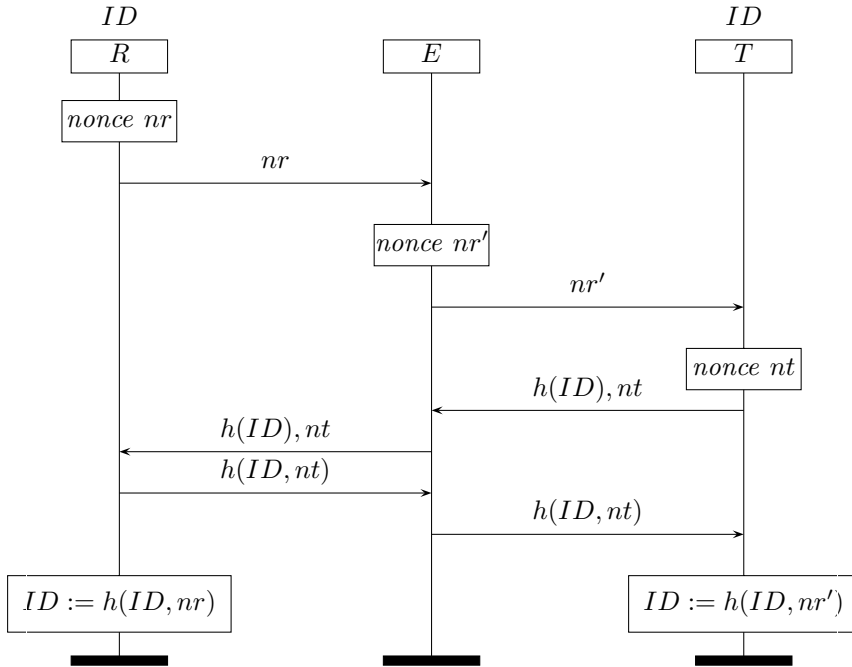 ID ID
R E T
nonce nr
nr
nonce nr′
nr′
nonce nt
h(ID), nt
h(ID), nt
h(ID, nt)
h(ID, nt)
ID := h(ID, nr) ID := h(ID, nr′)